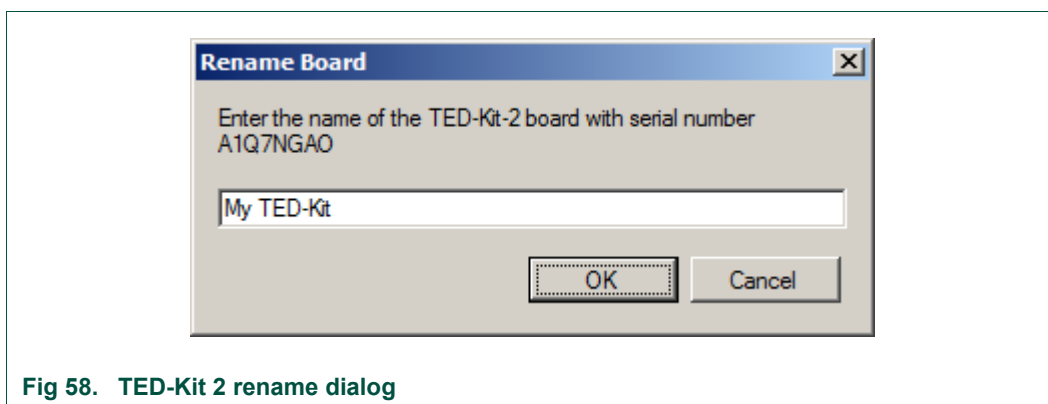 Rename Board
Enter the name of the TED-Kit-2 board with serial number
A1Q7NGAO
My TED-Kit
OK Cancel
Fig 58. TED-Kit 2 rename dialog